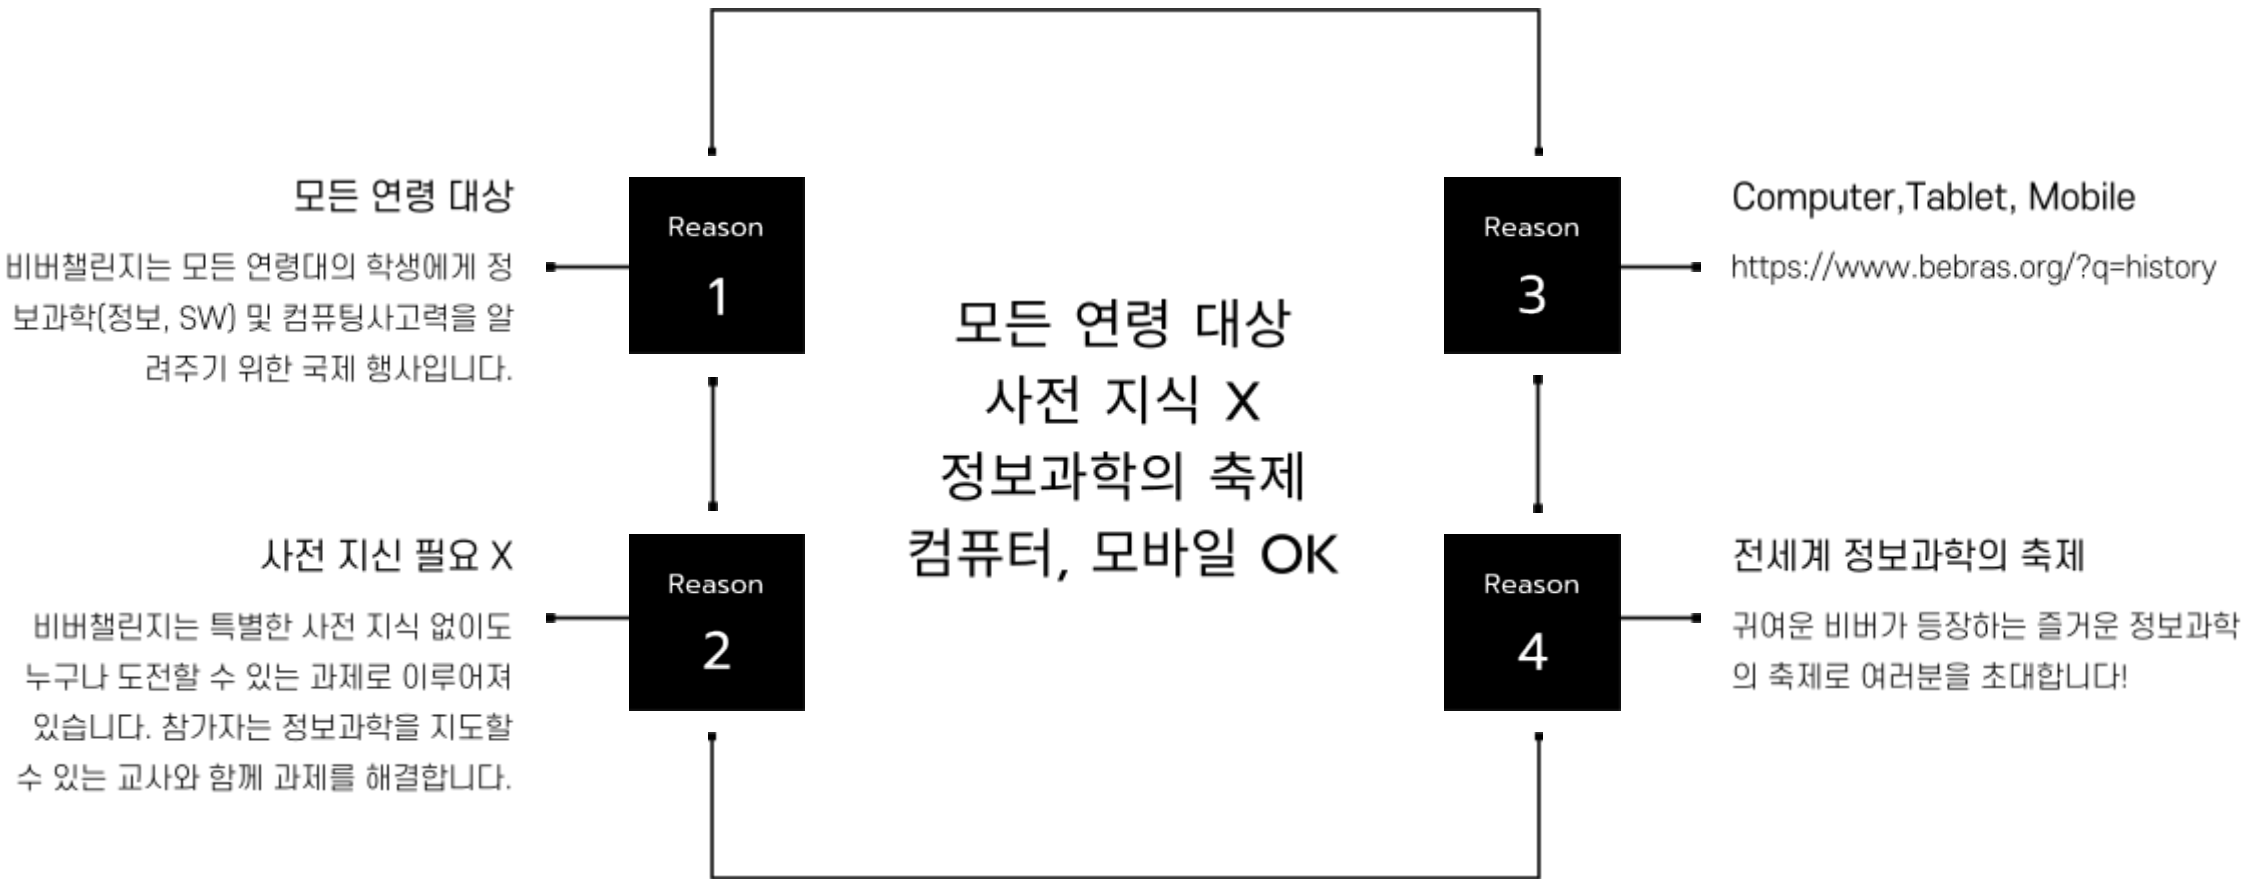 모든 연령 대상
비버챌린지는 모든 연령대의 학생에게 정
보과학(정보, SW) 및 컴퓨팅사고력을 알
려주기 위한 국제 행사입니다.
Reason
1
사전 지신 필요 X
비버챌린지는 특별한 사전 지식 없이도
누구나 도전할 수 있는 과제로 이루어져
있습니다. 참가자는 정보과학을 지도할
수 있는 교사와 함께 과제를 해결합니다.
Reason
2
모든 연령 대상
사전 지식 X
정보과학의 축제
컴퓨터, 모바일 OK
Reason
3
Computer,Tablet, Mobile
https://www.bebras.org/?q=history
Reason
4
전세계 정보과학의 축제
귀여운 비버가 등장하는 즐거운 정보과학
의 축제로 여러분을 초대합니다!